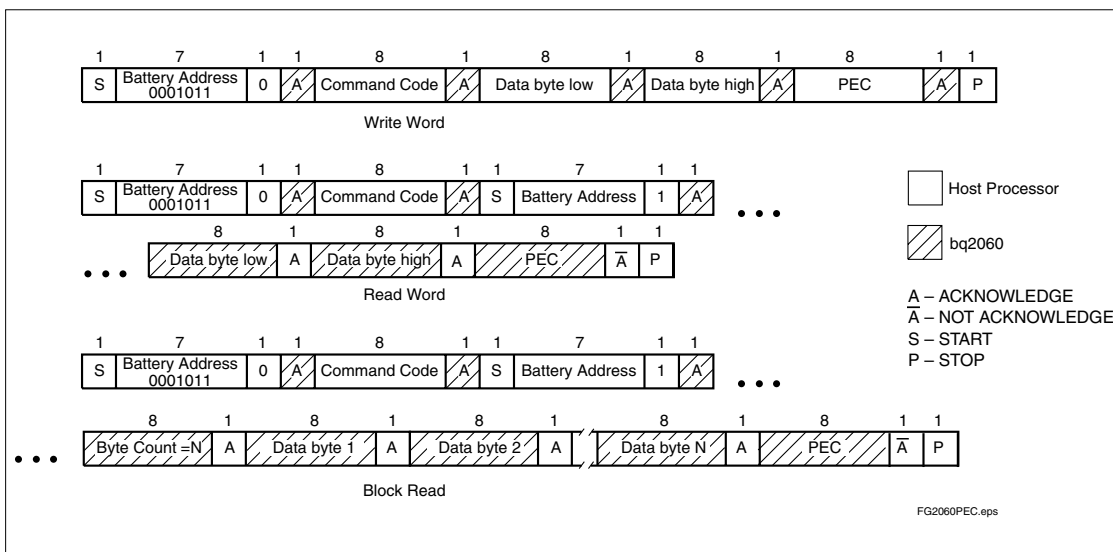 1 7 1 1 8 1 8 1 8 1 8 1 1
S Battery Address 0001011 0 A Command Code A Data byte low A Data byte high A PEC A P
Write Word
1 7 1 1 8 1 1 7 1 1
S Battery Address 0001011 0 A Command Code A S Battery Address 1 A
• • •
8 1 8 1 8 1 1
• • • Data byte low A Data byte high A PEC A̅ P
Read Word
1 7 1 1 8 1 1 7 1 1
S Battery Address 0001011 0 A Command Code A S Battery Address 1 A
• • •
8 1 8 1 8 1 8 1 8 1 1
• • • Byte Count =N A Data byte 1 A Data byte 2 A Data byte N A PEC A̅ P
Block Read
Host Processor
bq2060
A – ACKNOWLEDGE
A̅ – NOT ACKNOWLEDGE
S – START
P – STOP
FG2060PEC.eps